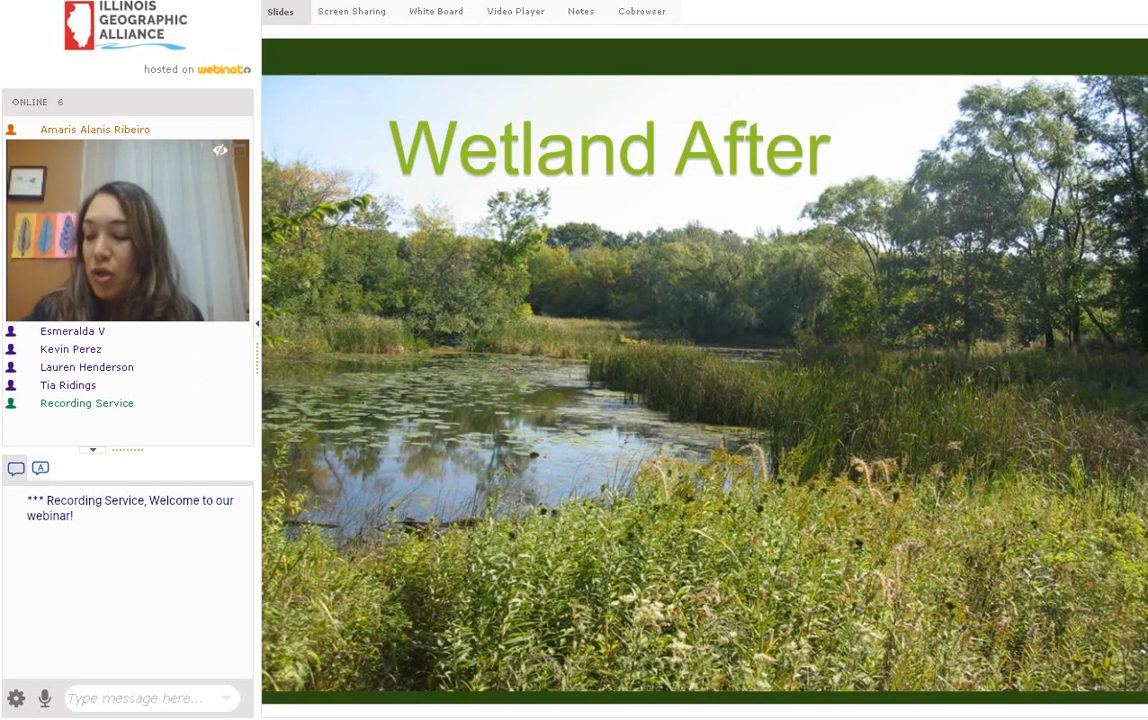 ILLINOIS
GEOGRAPHIC
ALLIANCE
hosted on webinato
ONLINE 6
Amaris Alanis Ribeiro
Esmeralda V
Kevin Perez
Lauren Henderson
Tia Ridings
Recording Service
A
*** Recording Service, Welcome to our
webinar!
Type message here...
Slides Screen Sharing White Board Video Player Notes Cobrowser
Wetland After